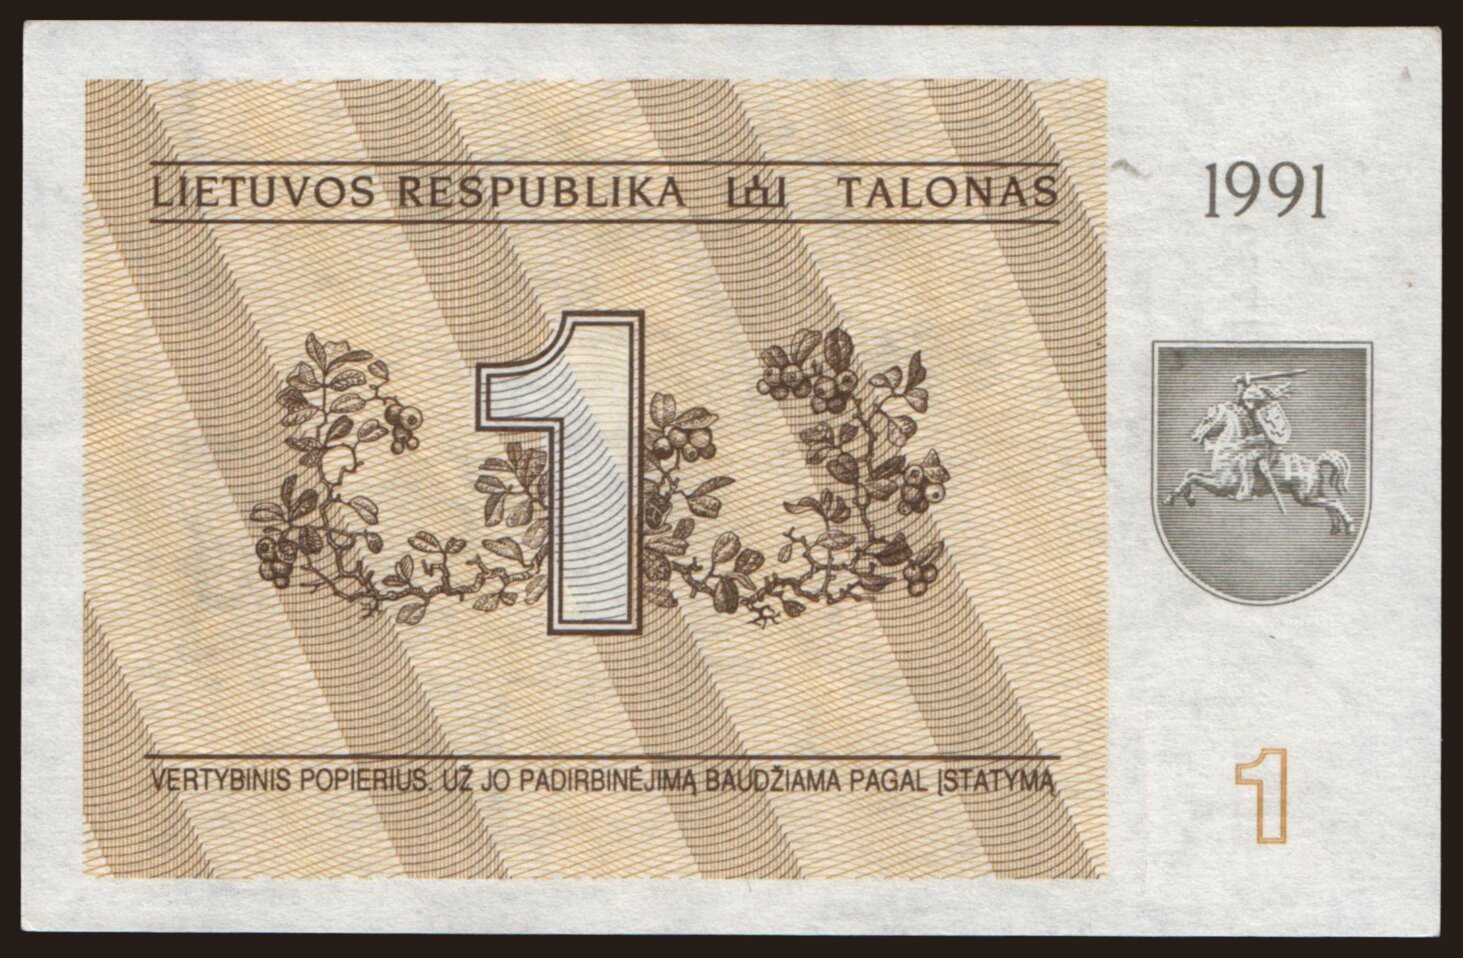 LIETUVOS RESPUBLIKA TALONAS
1991
1
VERTYBINIS POPIERIUS. UŽ JO PADIRBINĖJIMĄ BAUDŽIAMA PAGAL ĮSTATYMĄ
1